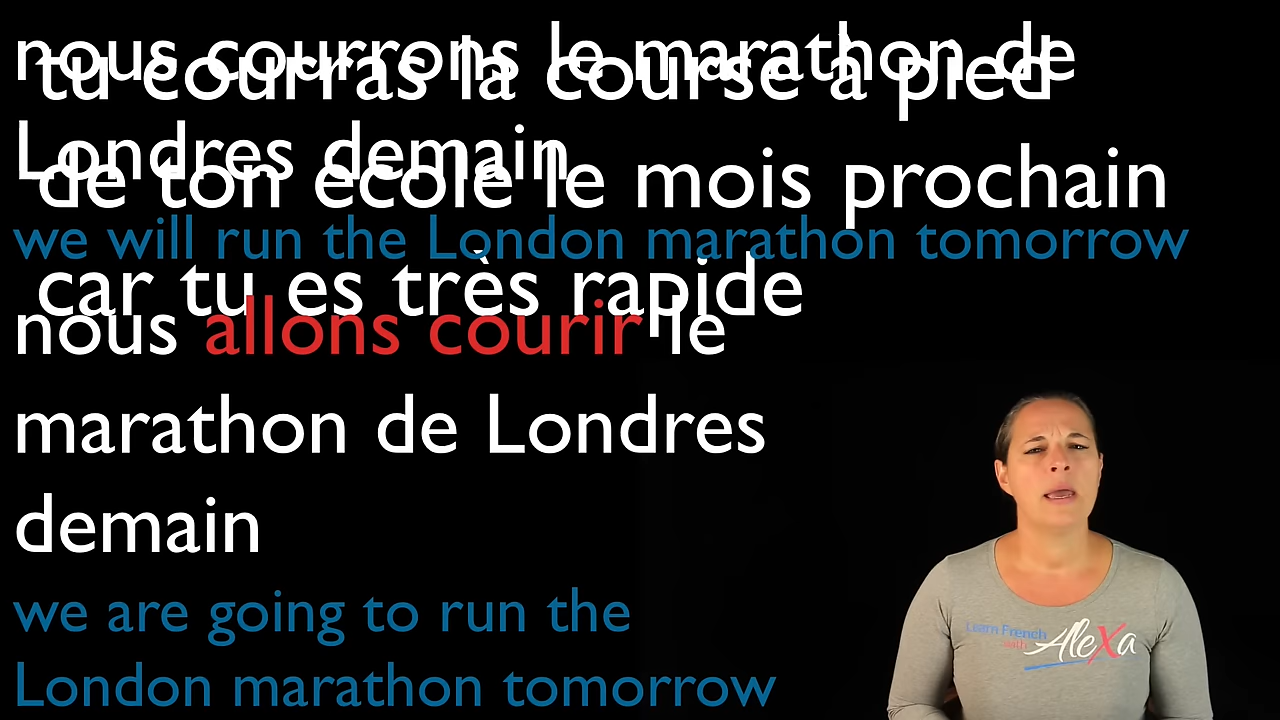 nous courrons le marathon de
Londres demain
tu courras la course à pied
de ton école le mois prochain
car tu es très rapide
we will run the London marathon tomorrow
nous allons courir le
marathon de Londres
demain
we are going to run the
London marathon tomorrow
Learn French
with
Alexa